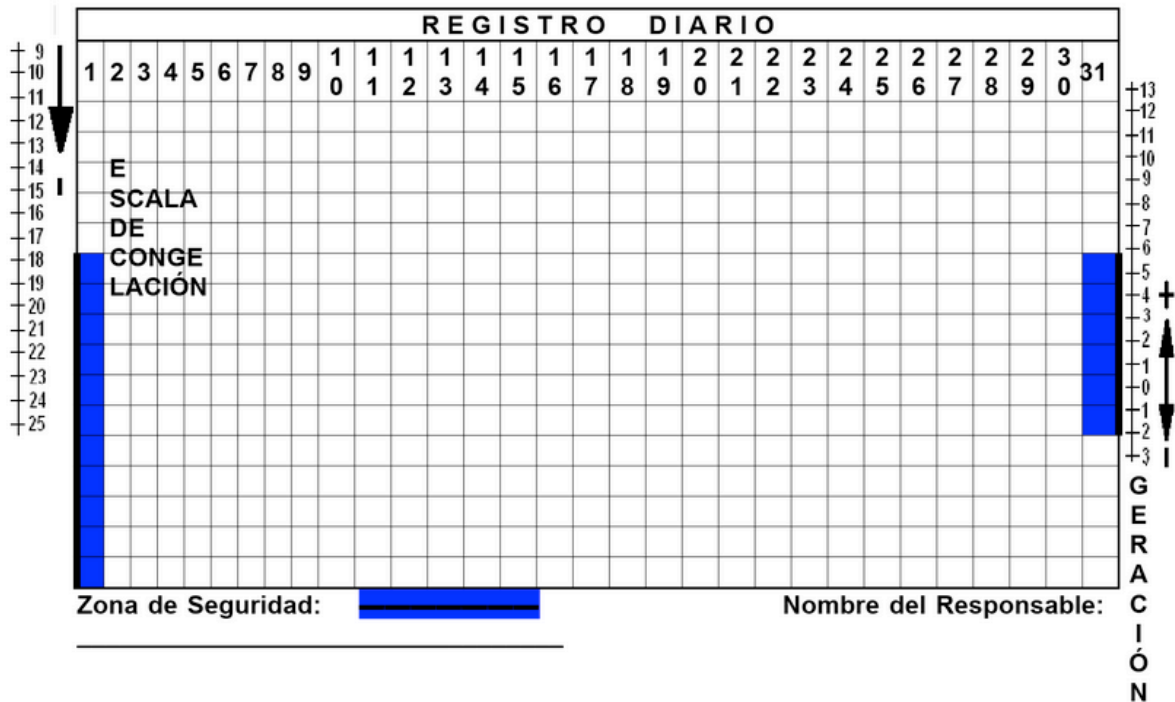 REGISTRO DIARIO
1 2 3 4 5 6 7 8 9 10 11 12 13 14 15 16 17 18 19 20 21 22 23 24 25 26 27 28 29 30 31
9
10
11
12
13
14
15
16
17
18
19
20
21
22
23
24
25
-
E
SCALA
DE
CONGE
LACIÓN
+13
12
11
10
9
8
7
6
5
4
3
2
1
0
1
2
3
+
-
G
E
R
A
C
I
Ó
N
Zona de Seguridad:
Nombre del Responsable: